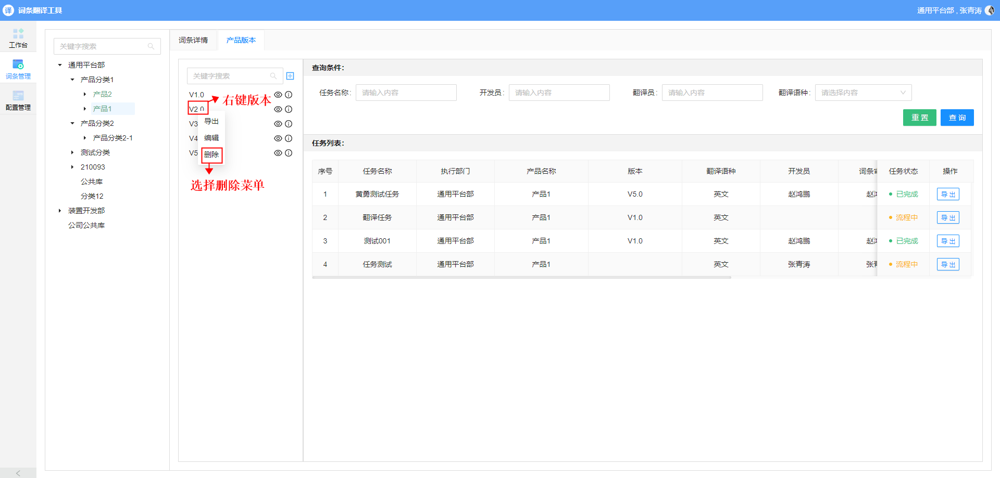 译 词条翻译工具
通用平台部 , 张青涛
工作台
词条管理
配置管理
关键字搜索
通用平台部
产品分类1
产品2
产品1
产品分类2
产品分类2-1
测试分类
210093
公共库
分类12
装置开发部
公司公共库
词条详情 产品版本
关键字搜索
V1.0
V2.0
V3
V4
V5
右键版本
导出
编辑
删除
选择删除菜单
查询条件：
任务名称: 请输入内容 开发员: 请输入内容 翻译员: 请输入内容 翻译语种: 请选择内容
重 置 查 询
任务列表：
序号 任务名称 执行部门 产品名称 版本 翻译语种 开发员 词条 任务状态 操作
1 黄勇测试任务 通用平台部 产品1 V5.0 英文 赵鸿鹏 赵 已完成 导 出
2 翻译任务 通用平台部 产品1 V1.0 英文 流程中 导 出
3 测试001 通用平台部 产品1 V1.0 英文 赵鸿鹏 赵 已完成 导 出
4 任务测试 通用平台部 产品1 英文 张青涛 张 流程中 导 出